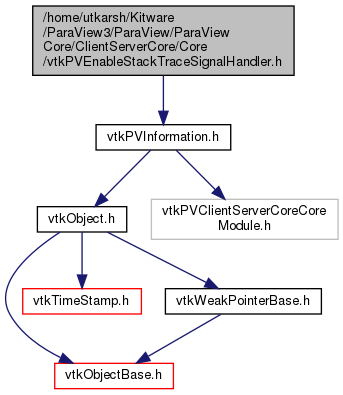 /home/utkarsh/Kitware
/ParaView3/ParaView/ParaView
Core/ClientServerCore/Core
/vtkPVEnableStackTraceSignalHandler.h
vtkPVInformation.h
vtkObject.h
vtkPVClientServerCoreCore
Module.h
vtkTimeStamp.h
vtkWeakPointerBase.h
vtkObjectBase.h